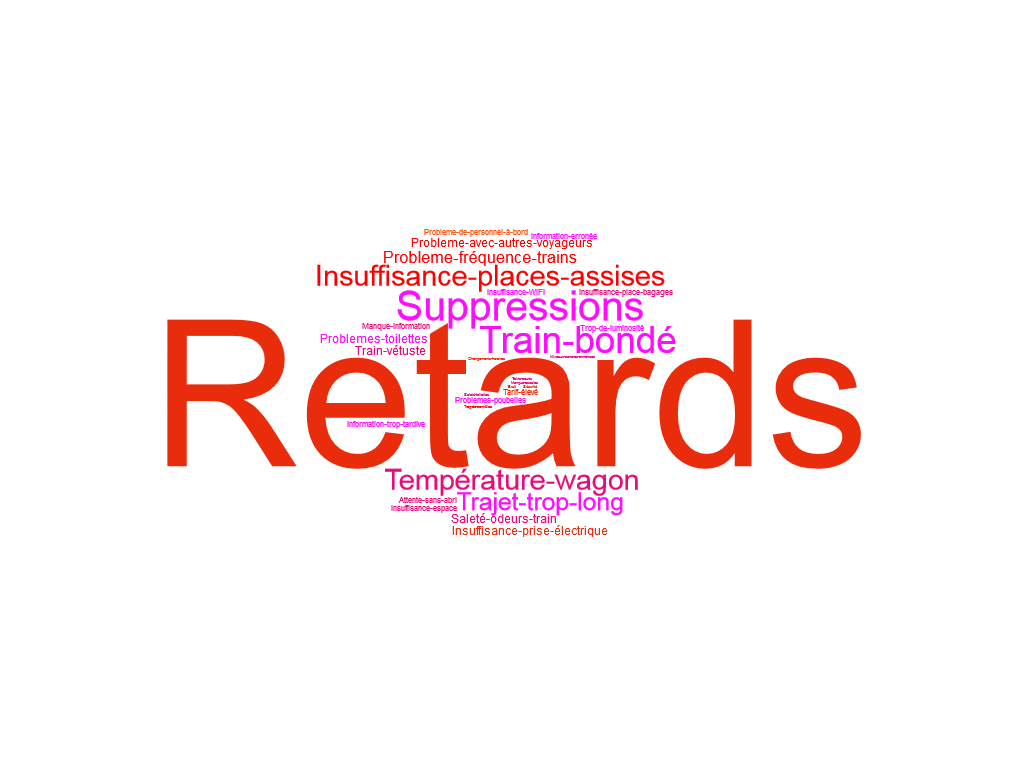 Probleme-de-personnel-à-bord
Information-erronée
Probleme-avec-autres-voyageurs
Probleme-fréquence-trains
Insuffisance-places-assises
Insuffisance-WIFI
Insuffisance-place-bagages
Suppressions
Manque-information
Trop-de-luminosité
Problemes-toilettes
Train-bondé
Train-vétuste
Retards
Tarif-élevé
Problemes-poubelles
Information-trop-tardive
Température-wagon
Attente-sans-abri
Trajet-trop-long
Insuffisance-espace
Saleté-odeurs-train
Insuffisance-prise-électrique